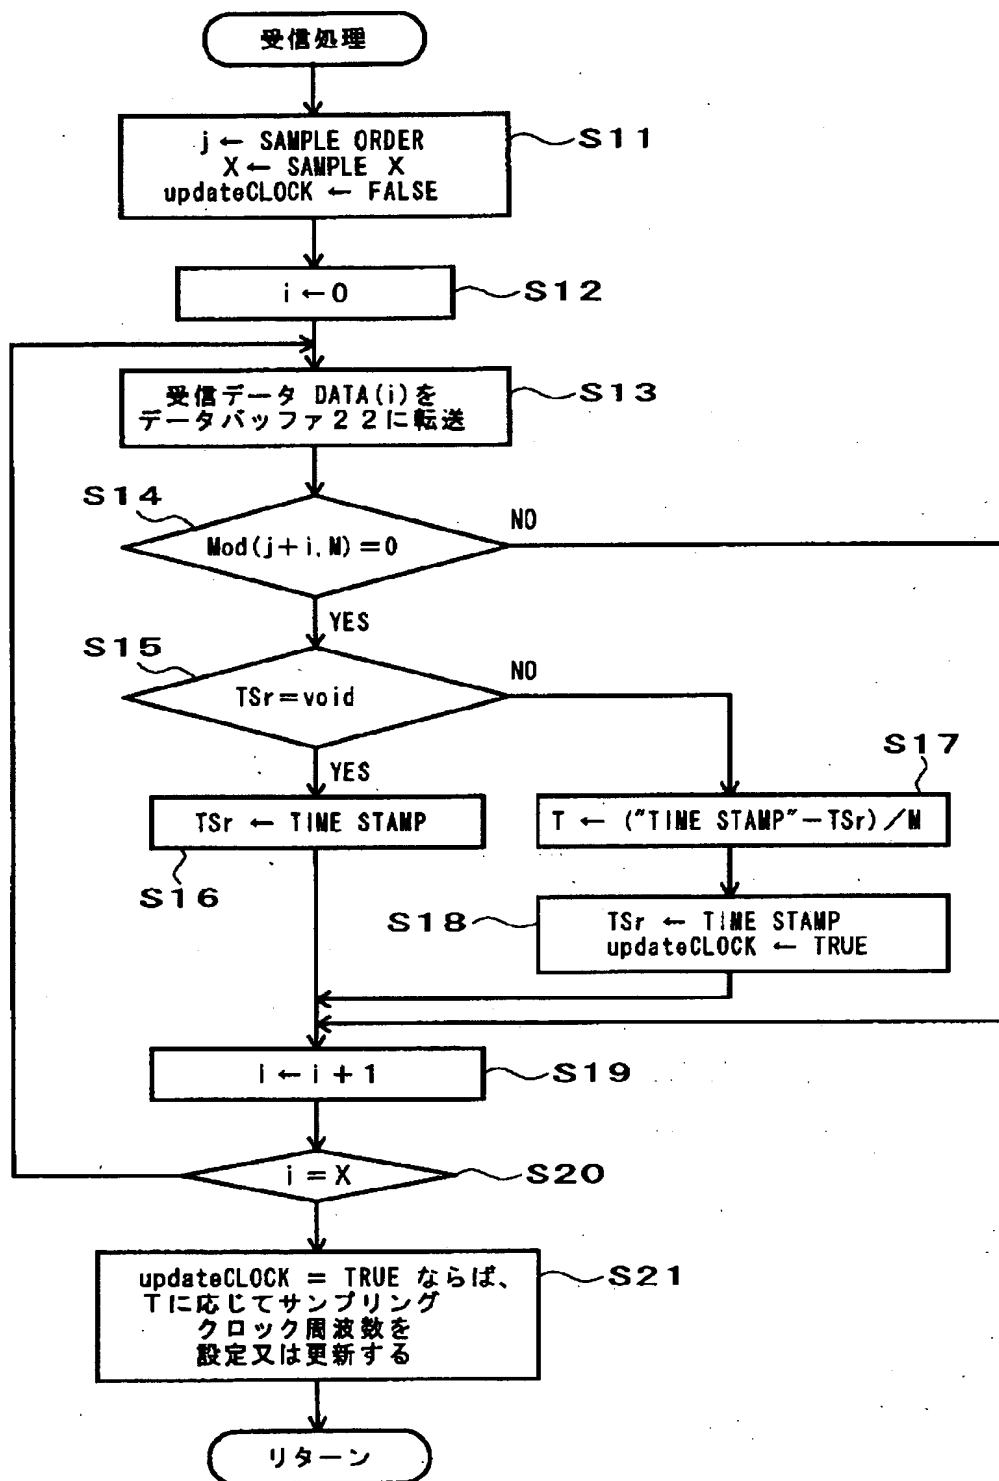 受信処理
j ← SAMPLE ORDER
X ← SAMPLE X
updateCLOCK ← FALSE
S11
i ← 0
S12
受信データ DATA(i)を
データバッファ22に転送
S13
S14
Mod(j+i,M)=0
NO
YES
S15
TSr=void
NO
YES
S17
TSr ← TIME STAMP
T ← ("TIME STAMP"-TSr)/M
S16
S18
TSr ← TIME STAMP
updateCLOCK ← TRUE
i ← i + 1
S19
i = X
S20
updateCLOCK = TRUE ならば、
Tに応じてサンプリング
クロック周波数を
設定又は更新する
S21
リターン